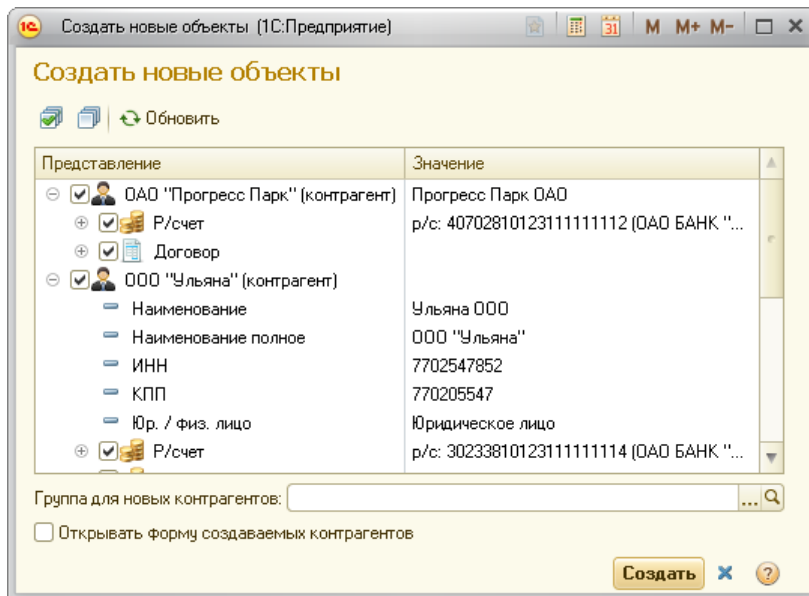 Создать новые объекты (1С:Предприятие) 31 M M+ M-
Создать новые объекты
Обновить
Представление Значение
ОАО "Прогресс Парк" (контрагент) Прогресс Парк ОАО
Р/счет р/с: 40702810123111111112 (ОАО БАНК "...
Договор
ООО "Ульяна" (контрагент)
Наименование Ульяна ООО
Наименование полное ООО "Ульяна"
ИНН 7702547852
КПП 770205547
Юр. / физ. лицо Юридическое лицо
Р/счет р/с: 30233810123111111114 (ОАО БАНК "...
Группа для новых контрагентов: ...
Открывать форму создаваемых контрагентов
Создать ?